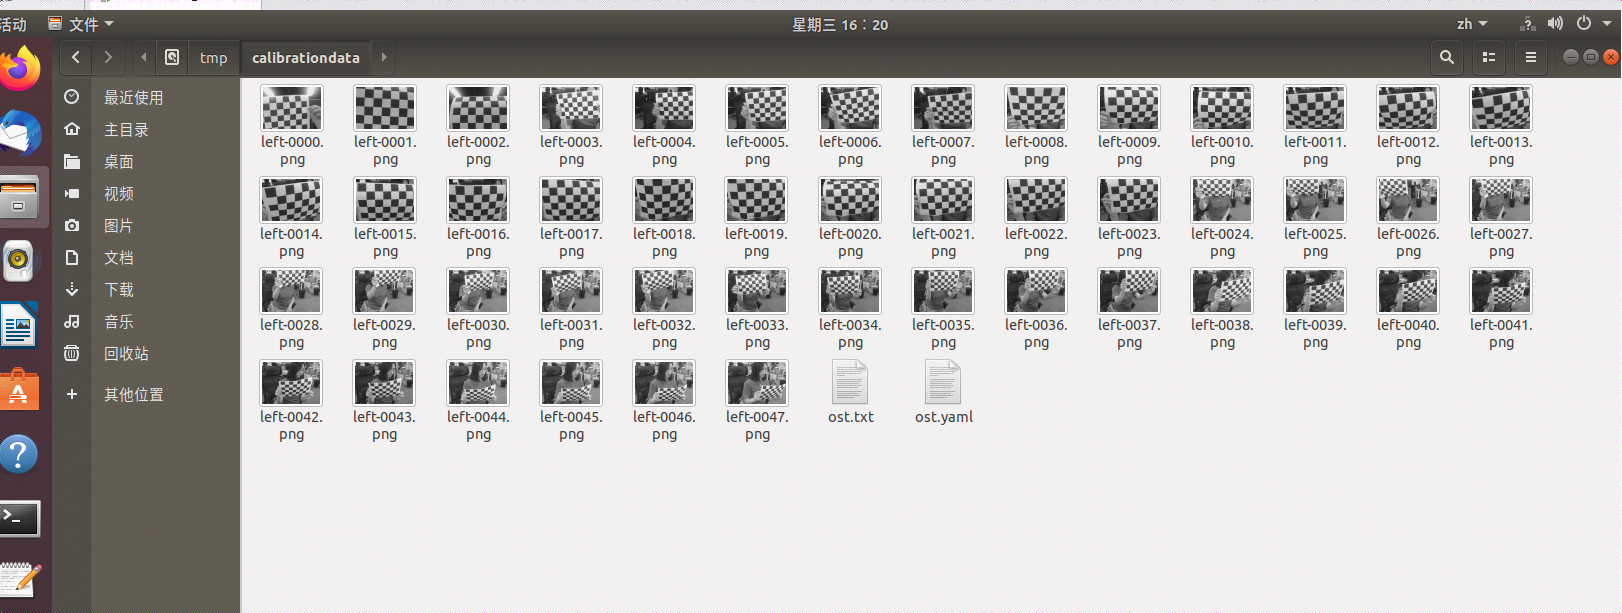 活动 文件 星期三 16：20 zh
tmp calibrationdata
最近使用
主目录
桌面
视频
图片
文档
下载
音乐
回收站
其他位置
left-0000. left-0001. left-0002. left-0003. left-0004. left-0005. left-0006. left-0007. left-0008. left-0009. left-0010. left-0011. left-0012. left-0013.
png png png png png png png png png png png png png png
left-0014. left-0015. left-0016. left-0017. left-0018. left-0019. left-0020. left-0021. left-0022. left-0023. left-0024. left-0025. left-0026. left-0027.
png png png png png png png png png png png png png png
left-0028. left-0029. left-0030. left-0031. left-0032. left-0033. left-0034. left-0035. left-0036. left-0037. left-0038. left-0039. left-0040. left-0041.
png png png png png png png png png png png png png png
left-0042. left-0043. left-0044. left-0045. left-0046. left-0047. ost.txt ost.yaml
png png png png png png